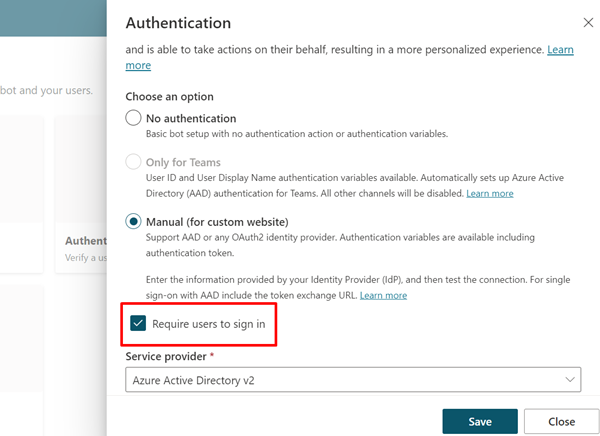 Authentication
and is able to take actions on their behalf, resulting in a more personalized experience. Learn
more
bot and your users.
Choose an option
No authentication
Basic bot setup with no authentication action or authentication variables.
Only for Teams
User ID and User Display Name authentication variables available. Automatically sets up Azure Active
Directory (AAD) authentication for Teams. All other channels will be disabled. Learn more
Manual (for custom website)
Support AAD or any OAuth2 identity provider. Authentication variables are available including
authentication token.
Authent
Verify a us
Enter the information provided by your Identity Provider (IdP), and then test the connection. For single
sign-on with AAD include the token exchange URL. Learn more
Require users to sign in
Service provider *
Azure Active Directory v2
Save
Close